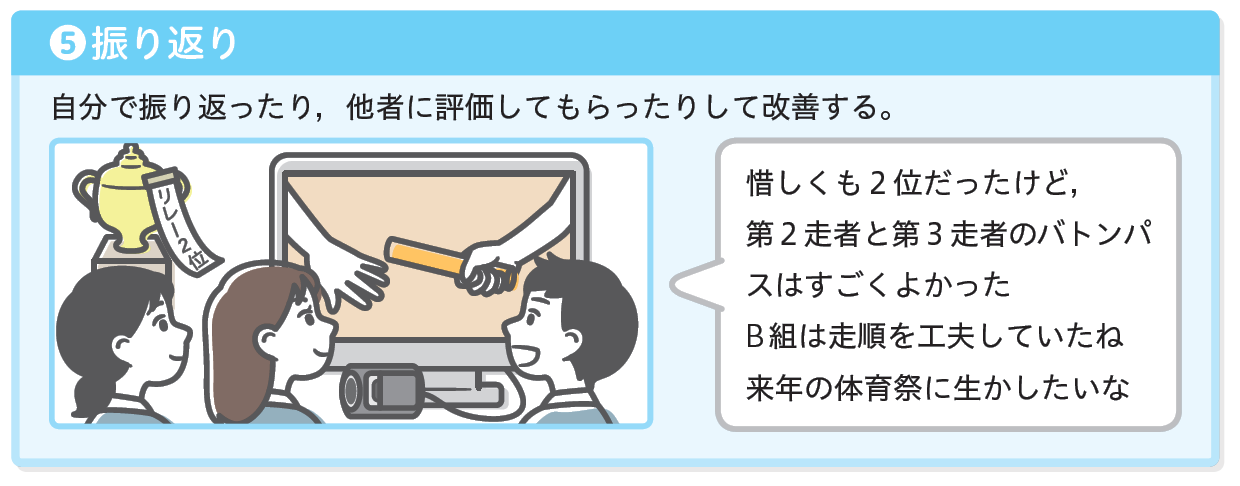 ❺振り返り
自分で振り返ったり，他者に評価してもらったりして改善する。
リレー2位
惜しくも2位だったけど，
第2走者と第3走者のバトンパ
スはすごくよかった
B組は走順を工夫していたね
来年の体育祭に生かしたいな